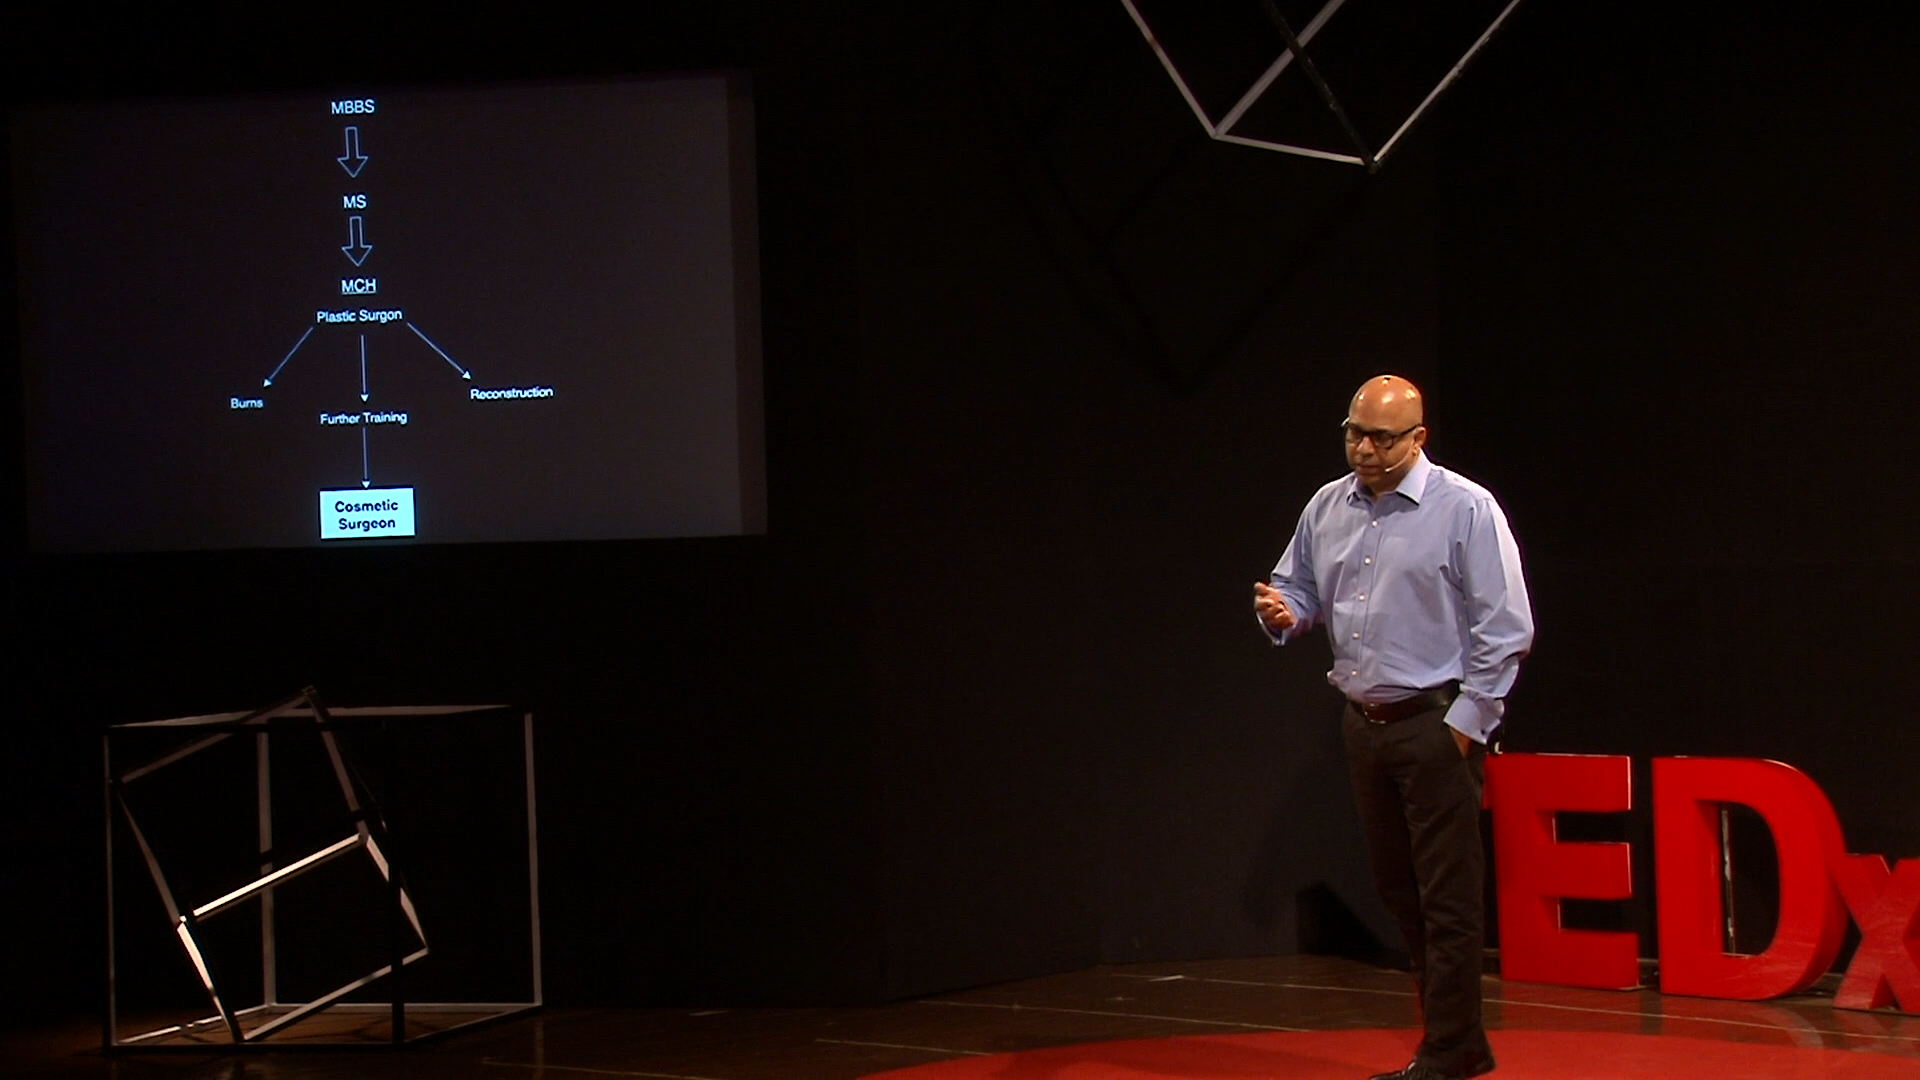 MBBS
MS
MCH
Plastic Surgon
Burns
Reconstruction
Further Training
Cosmetic
Surgeon
EDx